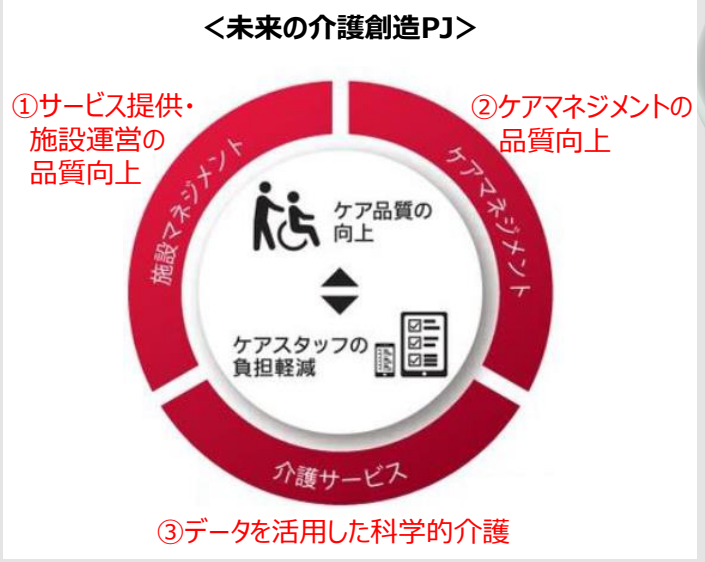 ＜未来の介護創造PJ＞
①サービス提供・
施設運営の
品質向上
②ケアマネジメントの
品質向上
施設マネジメント
ケアマネジメント
ケア品質の
向上
ケアスタッフの
負担軽減
介護サービス
③データを活用した科学的介護